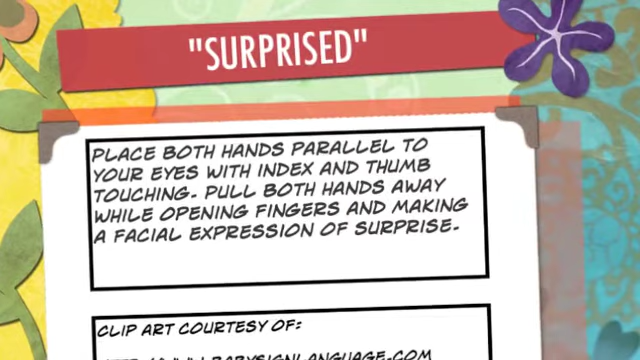 "SURPRISED"
PLACE BOTH HANDS PARALLEL TO
YOUR EYES WITH INDEX AND THUMB
TOUCHING. PULL BOTH HANDS AWAY
WHILE OPENING FINGERS AND MAKING
A FACIAL EXPRESSION OF SURPRISE.
CLIP ART COURTESY OF: